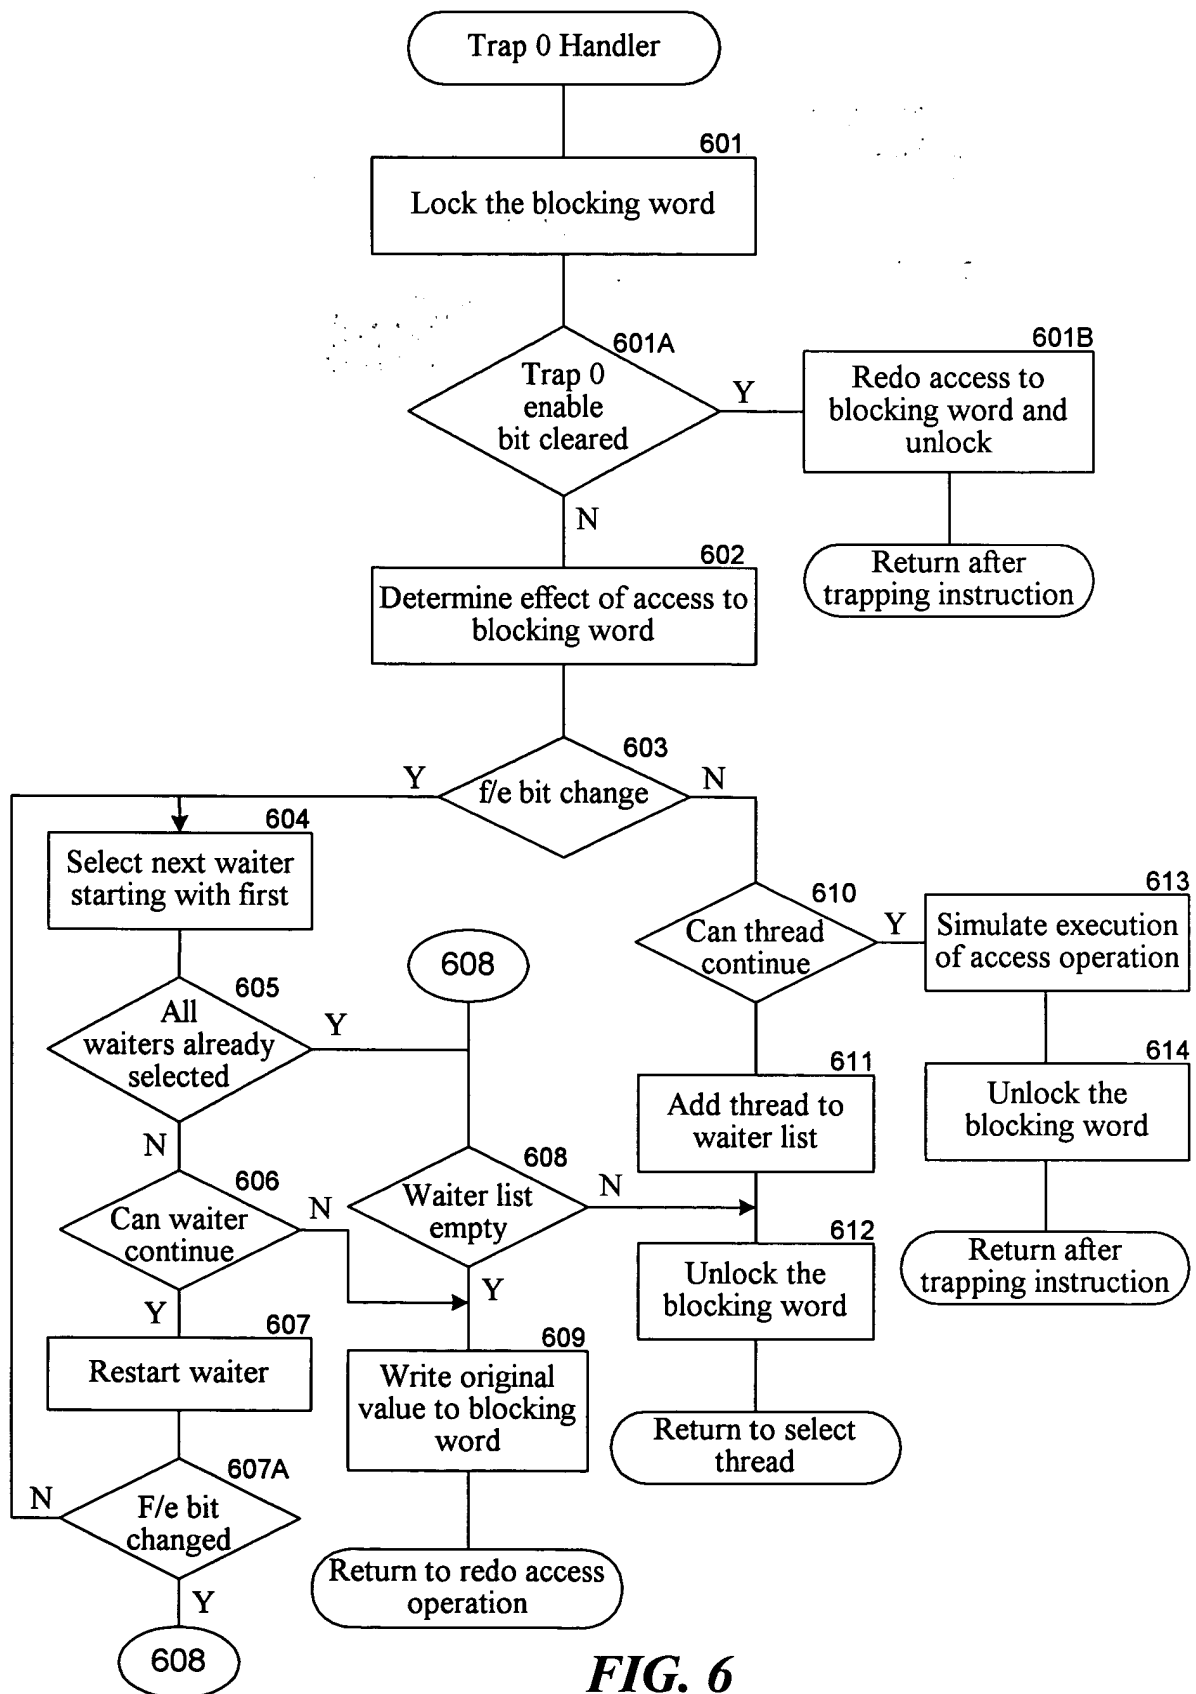 Trap 0 Handler
601
Lock the blocking word
601A
Trap 0
enable
bit cleared
Y
601B
Redo access to
blocking word and
unlock
N
Return after
trapping instruction
602
Determine effect of access to
blocking word
603
f/e bit change
Y
N
604
Select next waiter
starting with first
605
All
waiters already
selected
Y
N
606
Can waiter
continue
N
Y
607
Restart waiter
607A
F/e bit
changed
N
Y
608
608
608
Waiter list
empty
N
Y
609
Write original
value to blocking
word
Return to redo access
operation
610
Can thread
continue
Y
611
Add thread to
waiter list
612
Unlock the
blocking word
Return to select
thread
613
Simulate execution
of access operation
614
Unlock the
blocking word
Return after
trapping instruction
FIG. 6